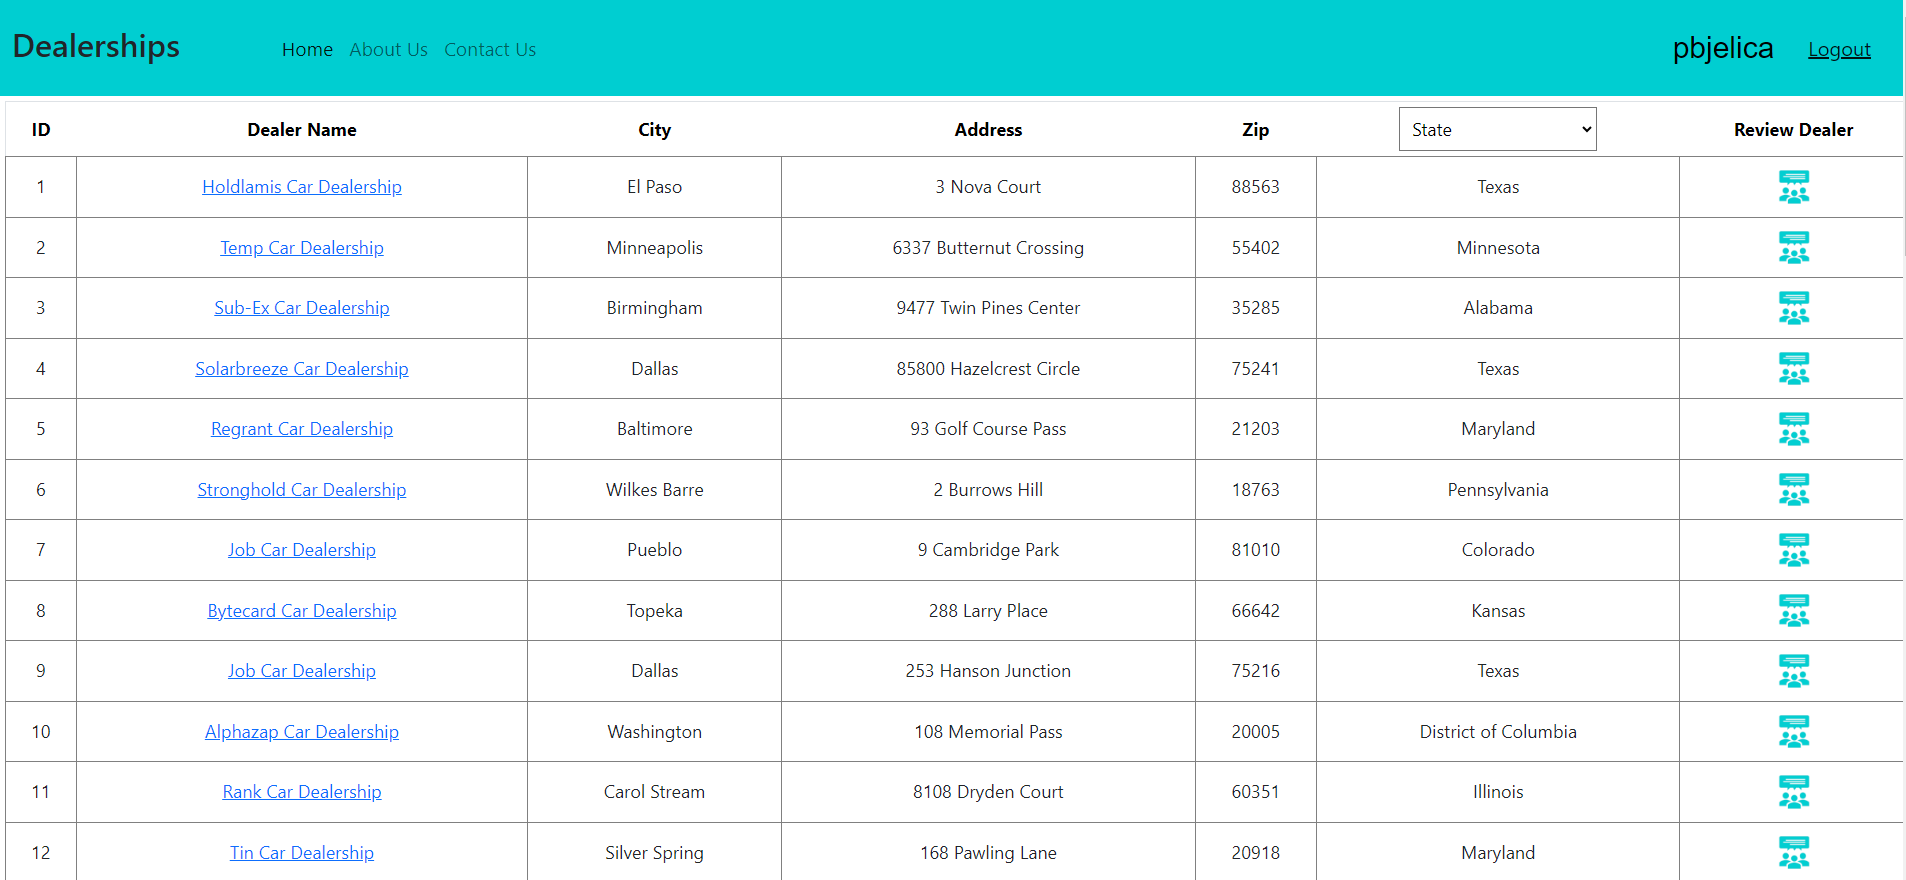 Dealerships Home About Us Contact Us pbjelica Logout
ID Dealer Name City Address Zip State Review Dealer
1 Holdlamis Car Dealership El Paso 3 Nova Court 88563 Texas
2 Temp Car Dealership Minneapolis 6337 Butternut Crossing 55402 Minnesota
3 Sub-Ex Car Dealership Birmingham 9477 Twin Pines Center 35285 Alabama
4 Solarbreeze Car Dealership Dallas 85800 Hazelcrest Circle 75241 Texas
5 Regrant Car Dealership Baltimore 93 Golf Course Pass 21203 Maryland
6 Stronghold Car Dealership Wilkes Barre 2 Burrows Hill 18763 Pennsylvania
7 Job Car Dealership Pueblo 9 Cambridge Park 81010 Colorado
8 Bytecard Car Dealership Topeka 288 Larry Place 66642 Kansas
9 Job Car Dealership Dallas 253 Hanson Junction 75216 Texas
10 Alphazap Car Dealership Washington 108 Memorial Pass 20005 District of Columbia
11 Rank Car Dealership Carol Stream 8108 Dryden Court 60351 Illinois
12 Tin Car Dealership Silver Spring 168 Pawling Lane 20918 Maryland